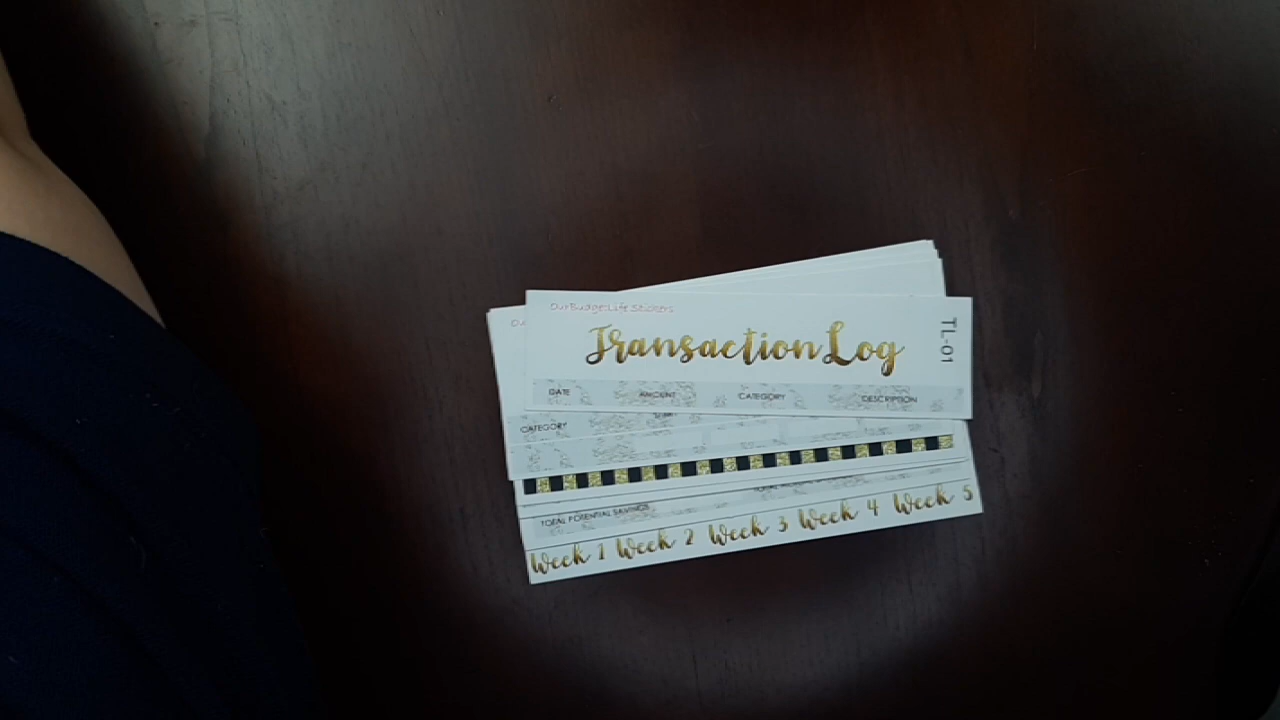 OurBudgetLife Stickers
Transaction Log
TL-01
DATE AMOUNT CATEGORY DESCRIPTION
CATEGORY
TOTAL POTENTIAL SAVINGS
Week 1 Week 2 Week 3 Week 4 Week 5